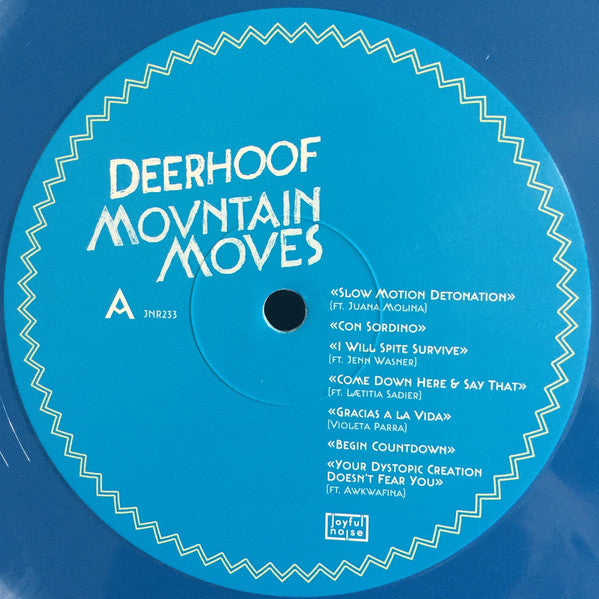 DEERHOOF
MOVNTAIN
MOVES
A JNR233
«SLOW MOTION DETONATION»
(FT. JUANA MOLINA)
«CON SORDINO»
«I WILL SPITE SURVIVE»
(FT. JENN WASNER)
«COME DOWN HERE & SAY THAT»
(FT. LÆTITIA SADIER)
«GRACIAS A LA VIDA»
(VIOLETA PARRA)
«BEGIN COUNTDOWN»
«YOUR DYSTOPIC CREATION
DOESN'T FEAR YOU»
(FT. AWKWAFINA)
joyful
noise